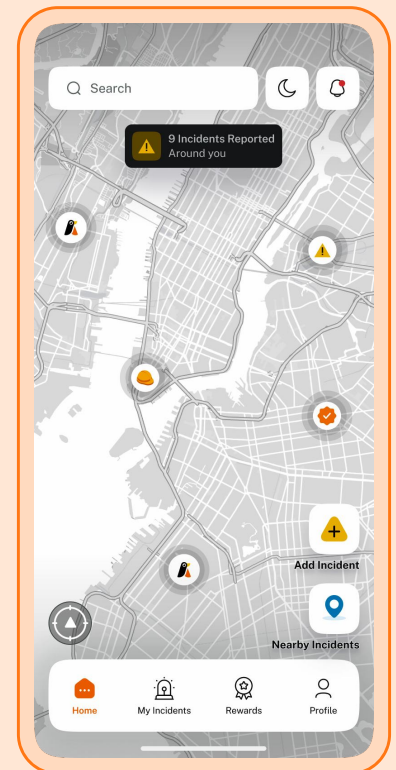 Search
9 Incidents Reported
Around you
Add Incident
Nearby Incidents
Home
My Incidents
Rewards
Profile